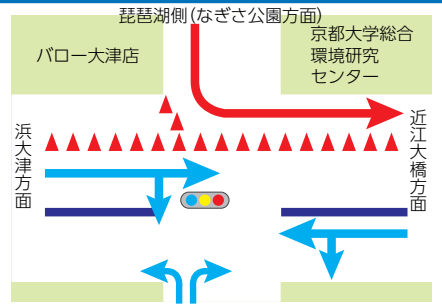 琵琶湖側(なぎさ公園方面)
バロー大津店
京都大学総合
環境研究
センター
浜大津方面
近江大橋方面